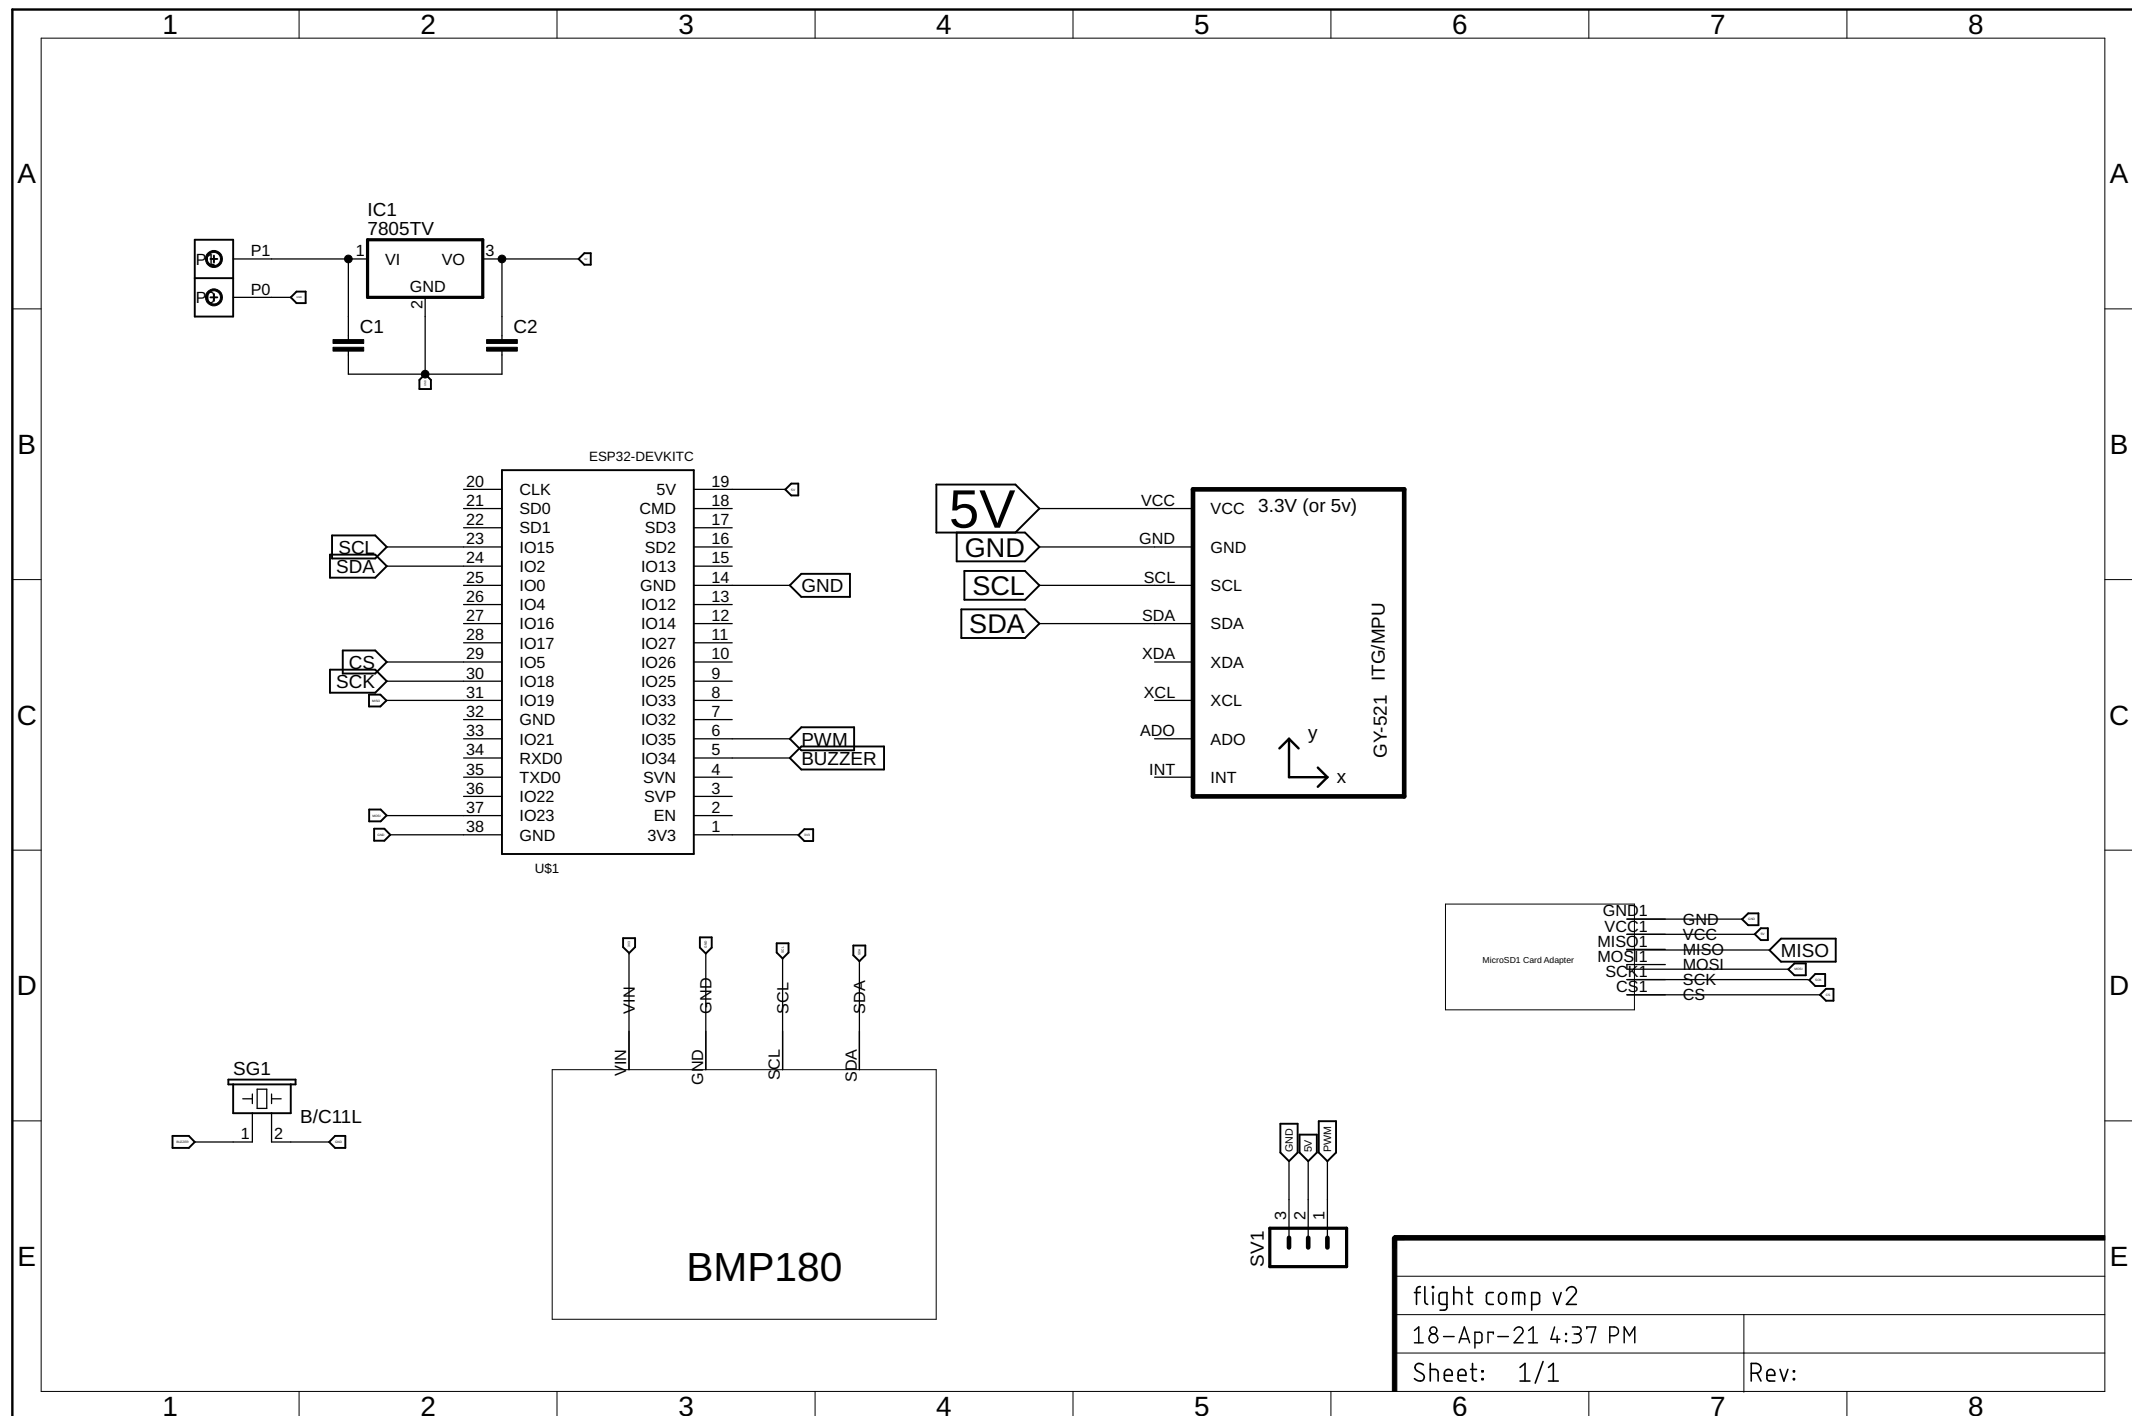 1 2 3 4 5 6 7 8
A A
IC1
7805TV
P1 1 VI VO 3
P0 GND
2
C1 C2
B B
ESP32-DEVKITC
20 CLK 5V 19
21 SD0 CMD 18
22 SD1 SD3 17
SCL 23 IO15 SD2 16
SDA 24 IO2 IO13 15
25 IO0 GND 14 GND
26 IO4 IO12 13
27 IO16 IO14 12
28 IO17 IO27 11
CS 29 IO5 IO26 10
SCK 30 IO18 IO25 9
31 IO19 IO33 8
32 GND IO32 7
33 IO21 IO35 6 PWM
34 RXD0 IO34 5 BUZZER
35 TXD0 SVN 4
36 IO22 SVP 3
37 IO23 EN 2
38 GND 3V3 1
U$1
5V VCC VCC 3.3V (or 5v)
GND GND GND
SCL SCL SCL
SDA SDA SDA
XDA XDA
XCL XCL
ADO ADO
INT INT
y
x
GY-521 ITG/MPU
C C
MicroSD1 Card Adapter
GND1 GND
VCC1 VCC
MISO1 MISO MISO
MOSI1 MOSI
SCK1 SCK
CS1 CS
D D
VIN GND SCL SDA
VIN GND SCL SDA
BMP180
SG1
B/C11L
1 2
GND 5V PWM
3 2 1
SV1
E E
flight comp v2
18-Apr-21 4:37 PM
Sheet: 1/1 Rev:
1 2 3 4 5 6 7 8